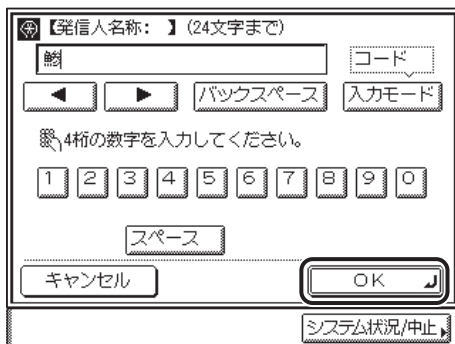 【発信人名称： 】(24文字まで)
コード
◀ ▶ バックスペース 入力モード
4桁の数字を入力してください。
1 2 3 4 5 6 7 8 9 0
スペース
キャンセル OK
システム状況/中止